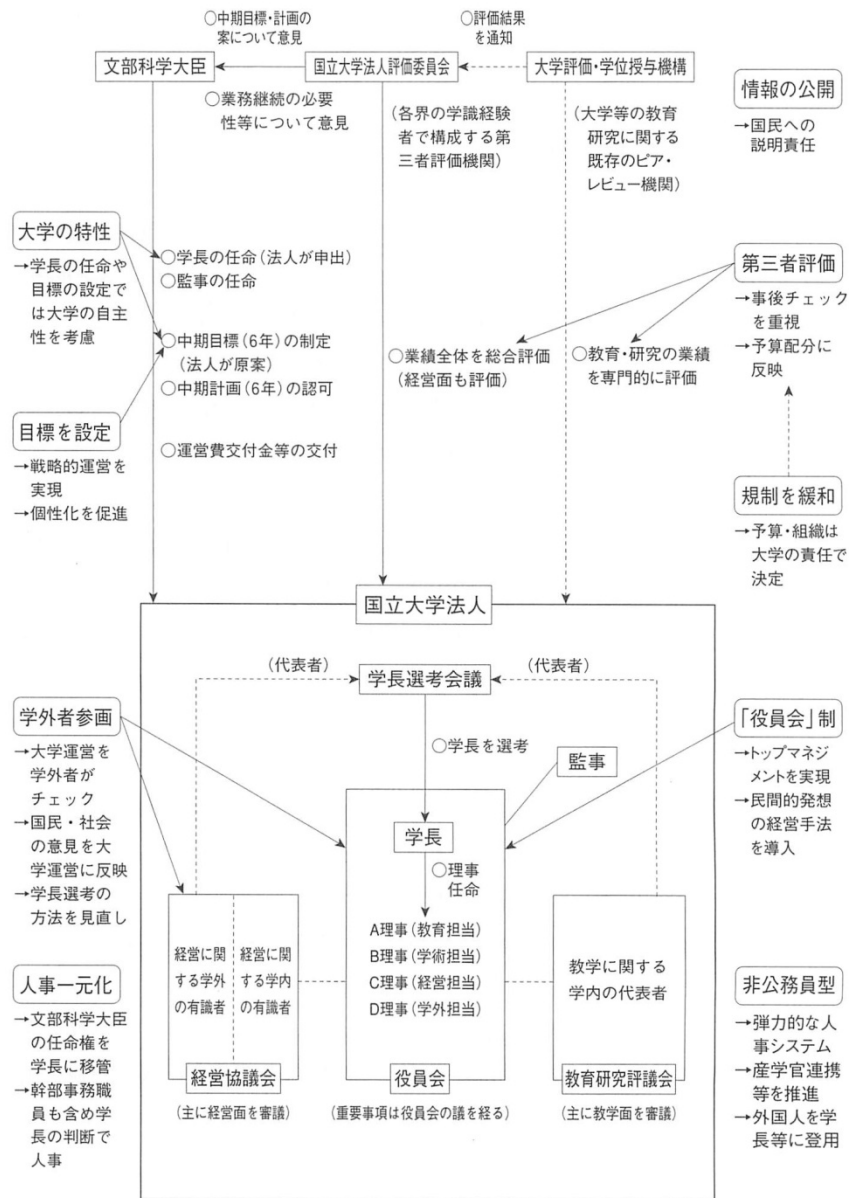 ○中期目標・計画の
案について意見
○評価結果
を通知
文部科学大臣
国立大学法人評価委員会
大学評価・学位授与機構
○業務継続の必要
性等について意見
(各界の学識経験
者で構成する第
三者評価機関)
(大学等の教育
研究に関する
既存のピア・
レビュー機関)
情報の公開
→国民への
説明責任
大学の特性
→学長の任命や
目標の設定で
は大学の自主
性を考慮
○学長の任命(法人が申出)
○監事の任命
○中期目標(6年)の制定
(法人が原案)
○中期計画(6年)の認可
○運営費交付金等の交付
○業績全体を総合評価
(経営面も評価)
○教育・研究の業績
を専門的に評価
第三者評価
→事後チェック
を重視
→予算配分に
反映
目標を設定
→戦略的運営を
実現
→個性化を促進
規制を緩和
→予算・組織は
大学の責任で
決定
国立大学法人
(代表者)
学長選考会議
(代表者)
○学長を選考
監事
学長
○理事
任命
A理事(教育担当)
B理事(学術担当)
C理事(経営担当)
D理事(学外担当)
役員会
(重要事項は役員会の議を経る)
経営に関
する学外
の有識者
経営に関
する学内
の有識者
経営協議会
(主に経営面を審議)
教学に関する
学内の代表者
教育研究評議会
(主に教学面を審議)
学外者参画
→大学運営を
学外者が
チェック
→国民・社会
の意見を大
学運営に反映
→学長選考の
方法を見直し
人事一元化
→文部科学大臣
の任命権を
学長に移管
→幹部事務職
員も含め学
長の判断で
人事
「役員会」制
→トップマネジ
メントを実現
→民間的発想
の経営手法
を導入
非公務員型
→弾力的な人
事システム
→産学官連携
等を推進
→外国人を学
長等に登用